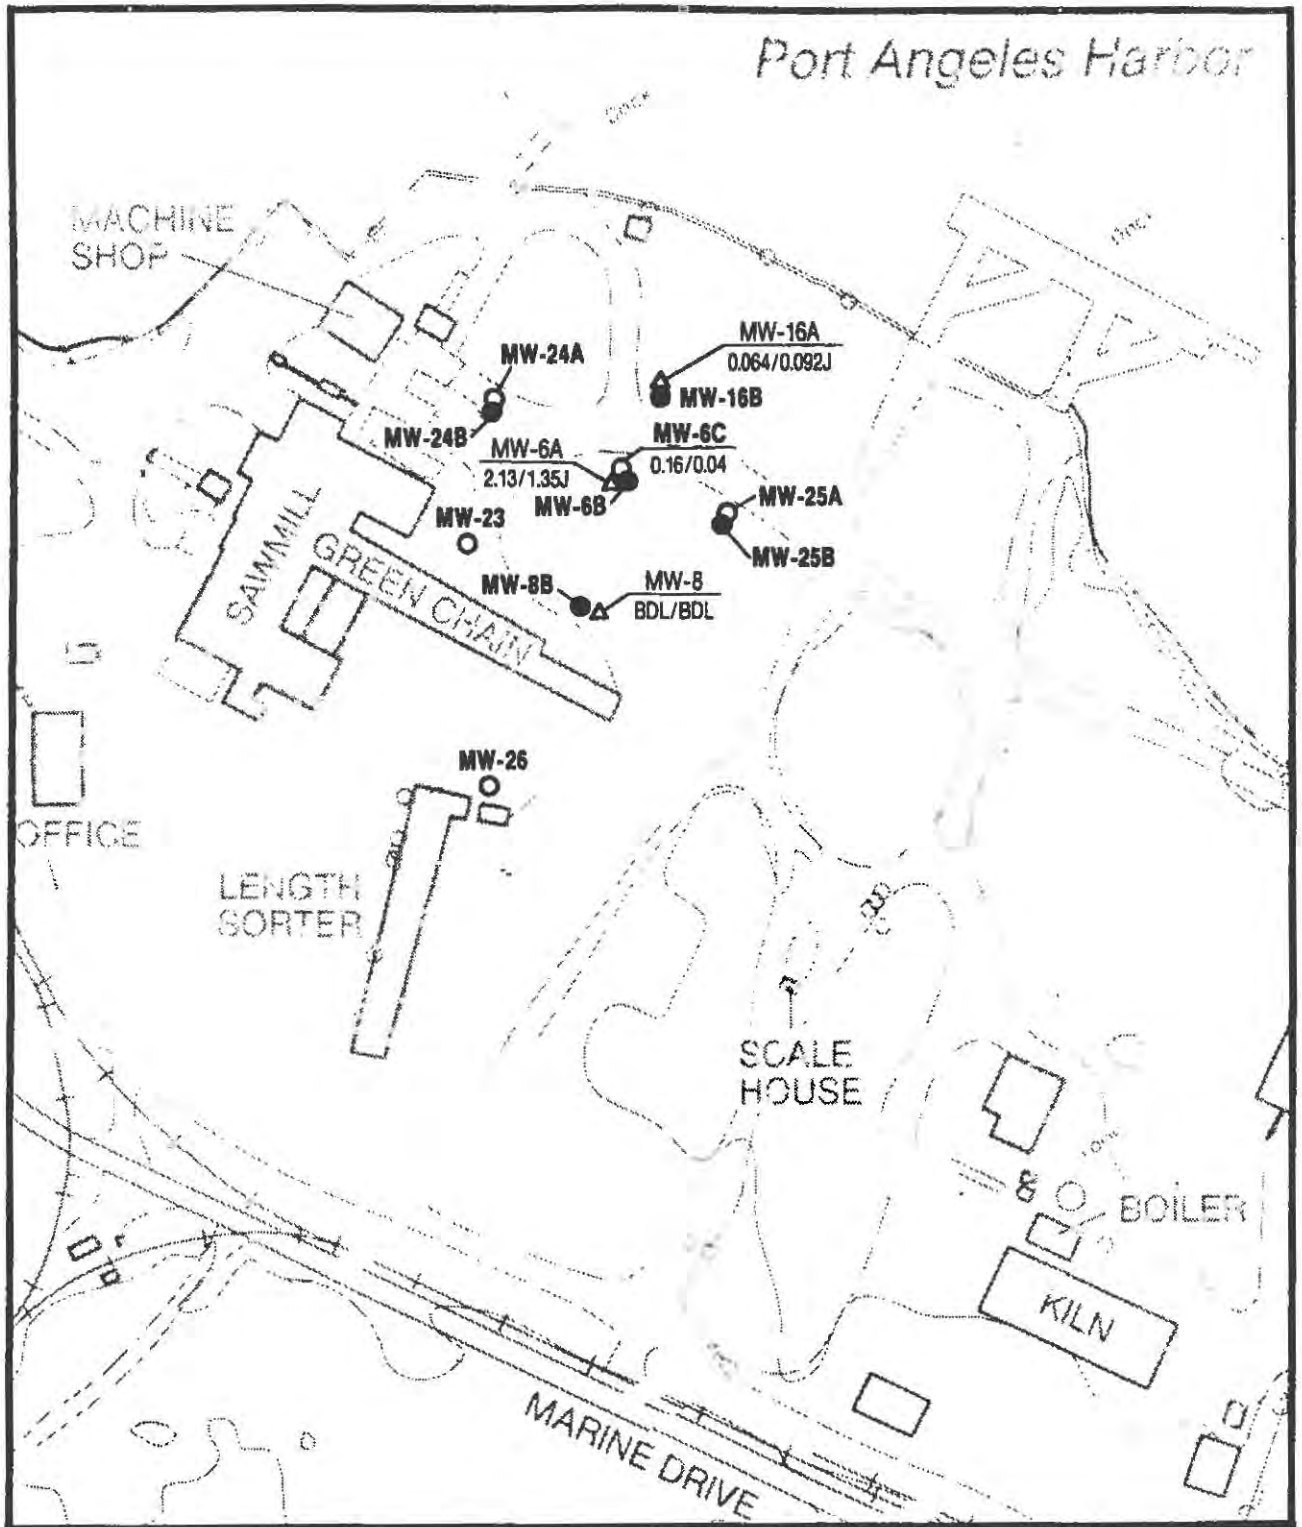 Port Angeles Harbor
Dock
MACHINE
SHOP
Dock
MW-16A
0.064/0.092J
MW-24A
MW-16B
MW-24B
MW-6A
2.13/1.35J
MW-6C
0.16/0.04
MW-6B
MW-25A
MW-23
MW-25B
SAWMILL
GREEN CHAIN
MW-8B
MW-8
BDL/BDL
MW-26
OFFICE
LENGTH
SORTER
SCALE
HOUSE
BOILER
KILN
MARINE DRIVE